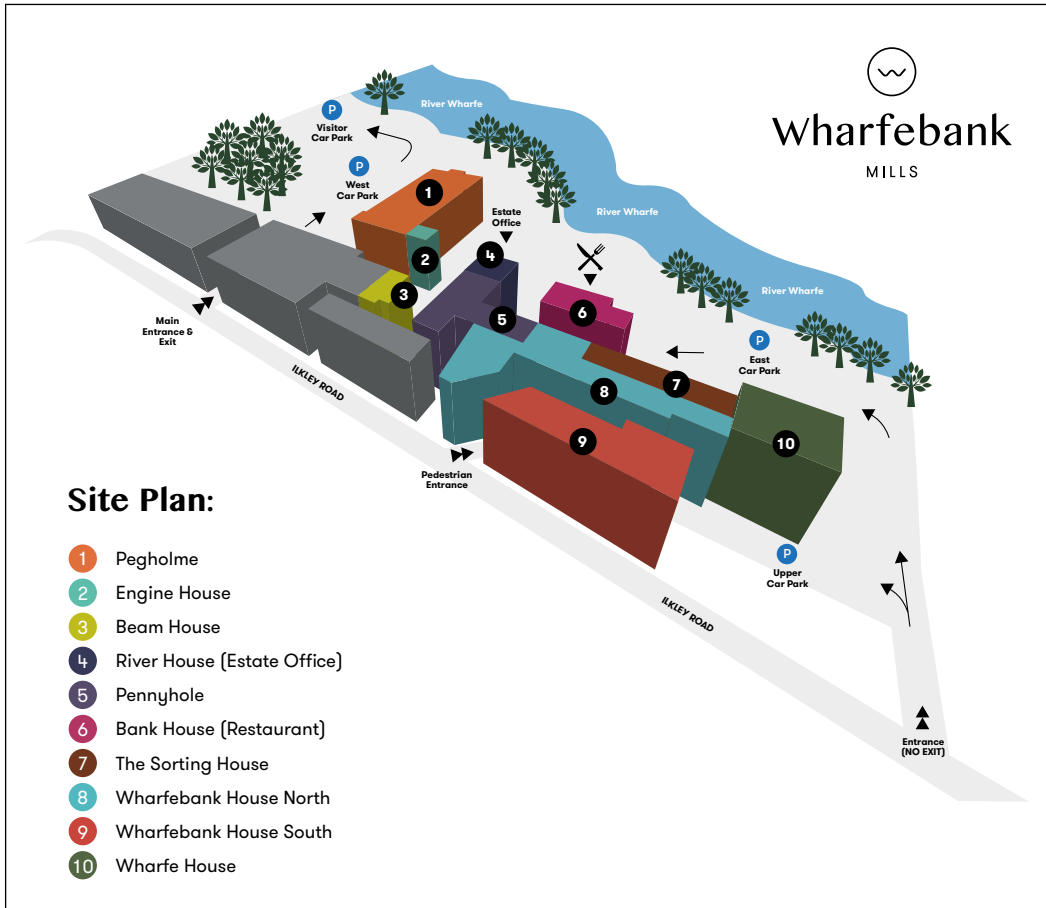 Wharfebank
MILLS
River Wharfe
P
Visitor
Car Park
P
West
Car Park
1
Estate
Office
River Wharfe
2
4
3
6
River Wharfe
5
Main
Entrance &
Exit
P
East
Car Park
7
ILKLEY ROAD
8
9
10
Pedestrian
Entrance
P
Upper
Car Park
ILKLEY ROAD
Entrance
(NO EXIT)
Site Plan:
1 Pegholme
2 Engine House
3 Beam House
4 River House (Estate Office)
5 Pennyhole
6 Bank House (Restaurant)
7 The Sorting House
8 Wharfebank House North
9 Wharfebank House South
10 Wharfe House